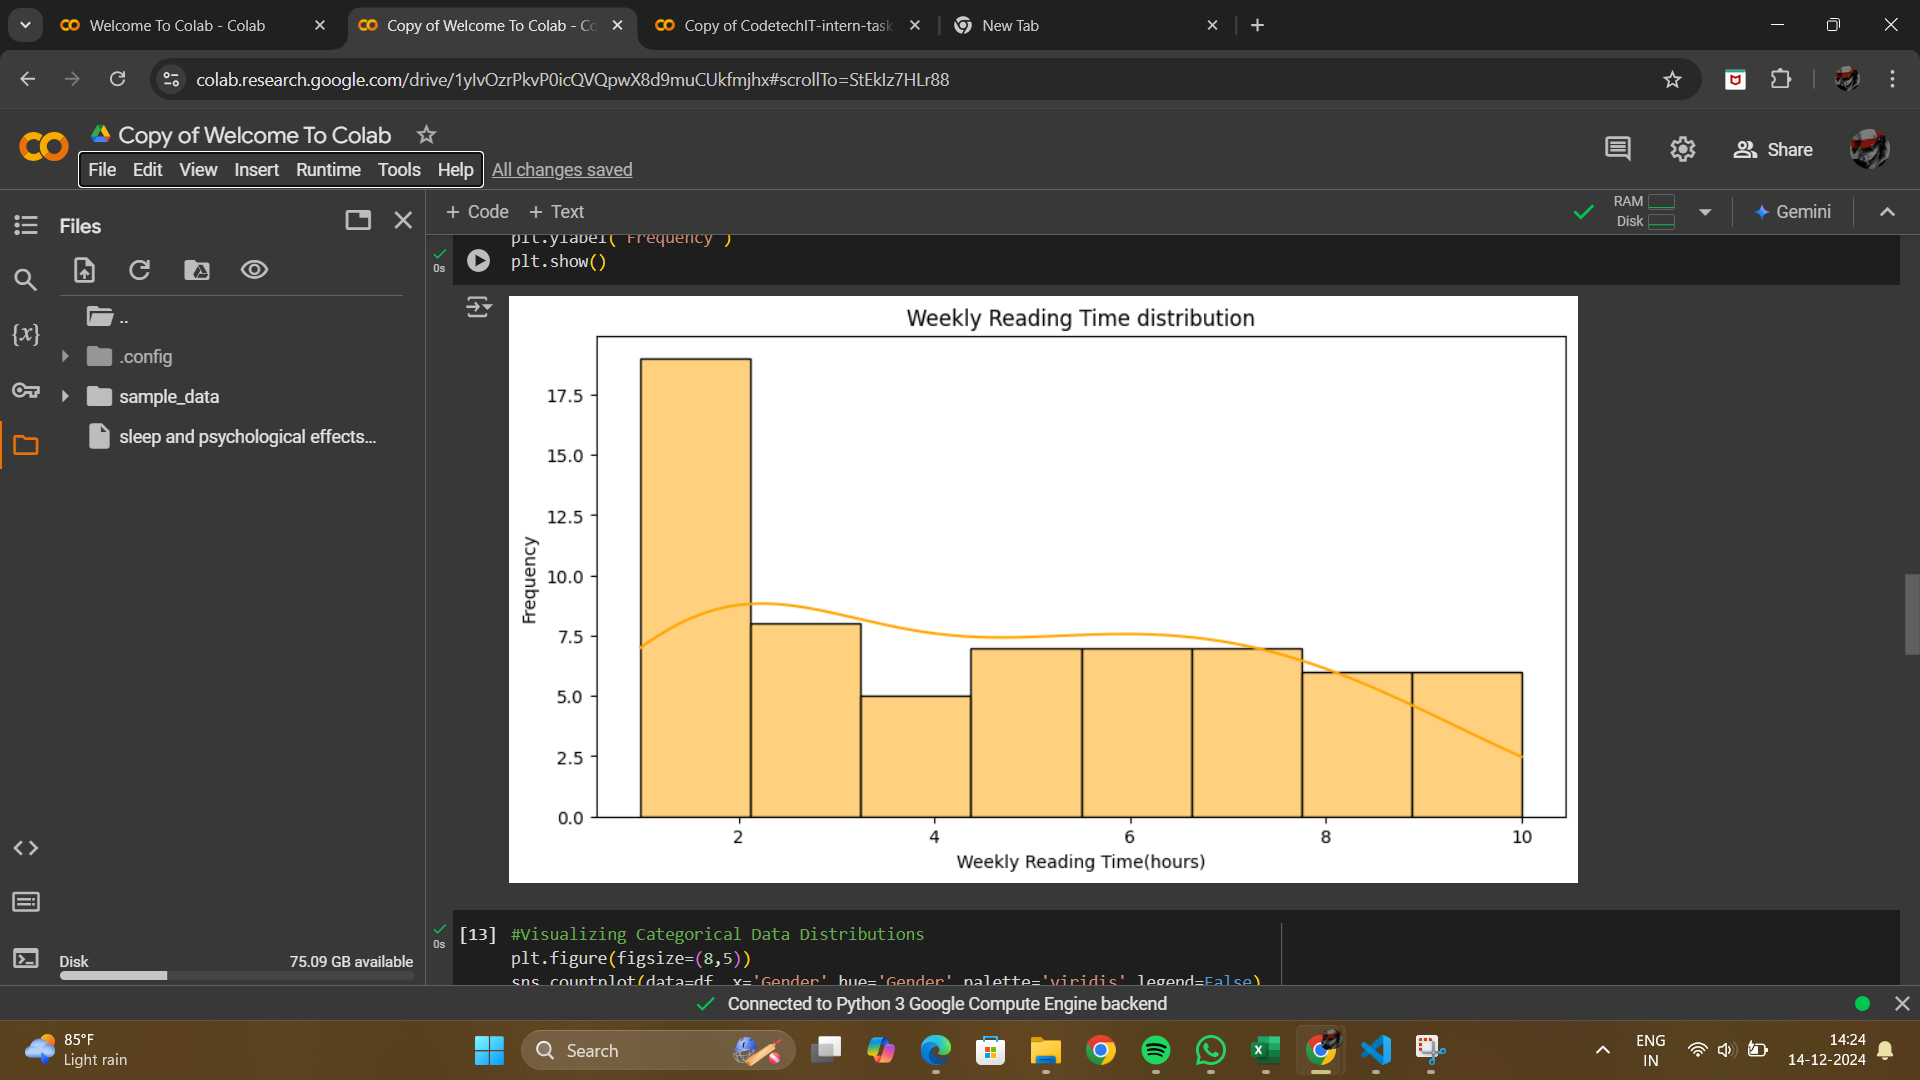 Welcome To Colab - Colab
Copy of Welcome To Colab - Co
Copy of CodetechIT-intern-task
New Tab
colab.research.google.com/drive/1yIvOzrPkvP0icQVQpwX8d9muCUkfmjhx#scrollTo=StEkIz7HLr88
Copy of Welcome To Colab
File Edit View Insert Runtime Tools Help All changes saved
Share
Files
+ Code + Text
RAM
Disk
Gemini
..
.config
sample_data
sleep and psychological effects...
Disk 75.09 GB available
{x}
0s
plt.ylabel('Frequency')
plt.show()
Weekly Reading Time distribution
Frequency
17.5
15.0
12.5
10.0
7.5
5.0
2.5
0.0
2 4 6 8 10
Weekly Reading Time(hours)
0s
[13] #Visualizing Categorical Data Distributions
plt.figure(figsize=(8,5))
sns.countplot(data=df, x='Gender',hue='Gender',palette='viridis',legend=False)
Connected to Python 3 Google Compute Engine backend
85°F
Light rain
Search
ENG
IN
14:24
14-12-2024